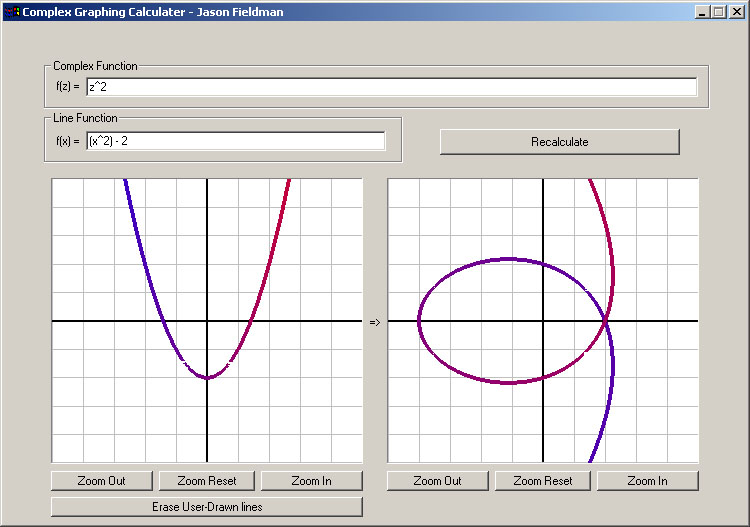 Complex Graphing Calculater - Jason Fieldman
Complex Function
f(z) = z^2
Line Function
f(x) = (x^2) - 2
Recalculate
=>
Zoom Out Zoom Reset Zoom In Zoom Out Zoom Reset Zoom In
Erase User-Drawn lines